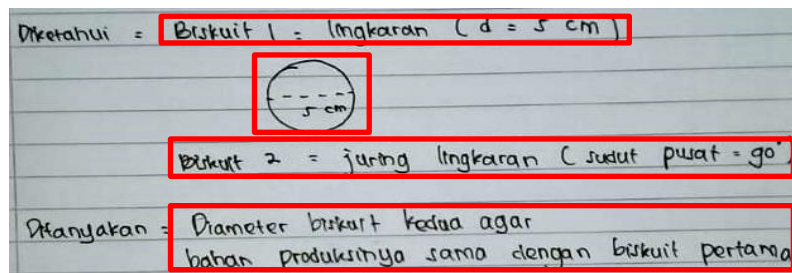 Diketahui = Biskuit 1 = lingkaran ( d = 5 cm )
5 cm
Biskuit 2 = juring lingkaran ( sudut pusat = 90°)
Ditanyakan = Diameter biskuit kedua agar
bahan produksinya sama dengan biskuit pertama